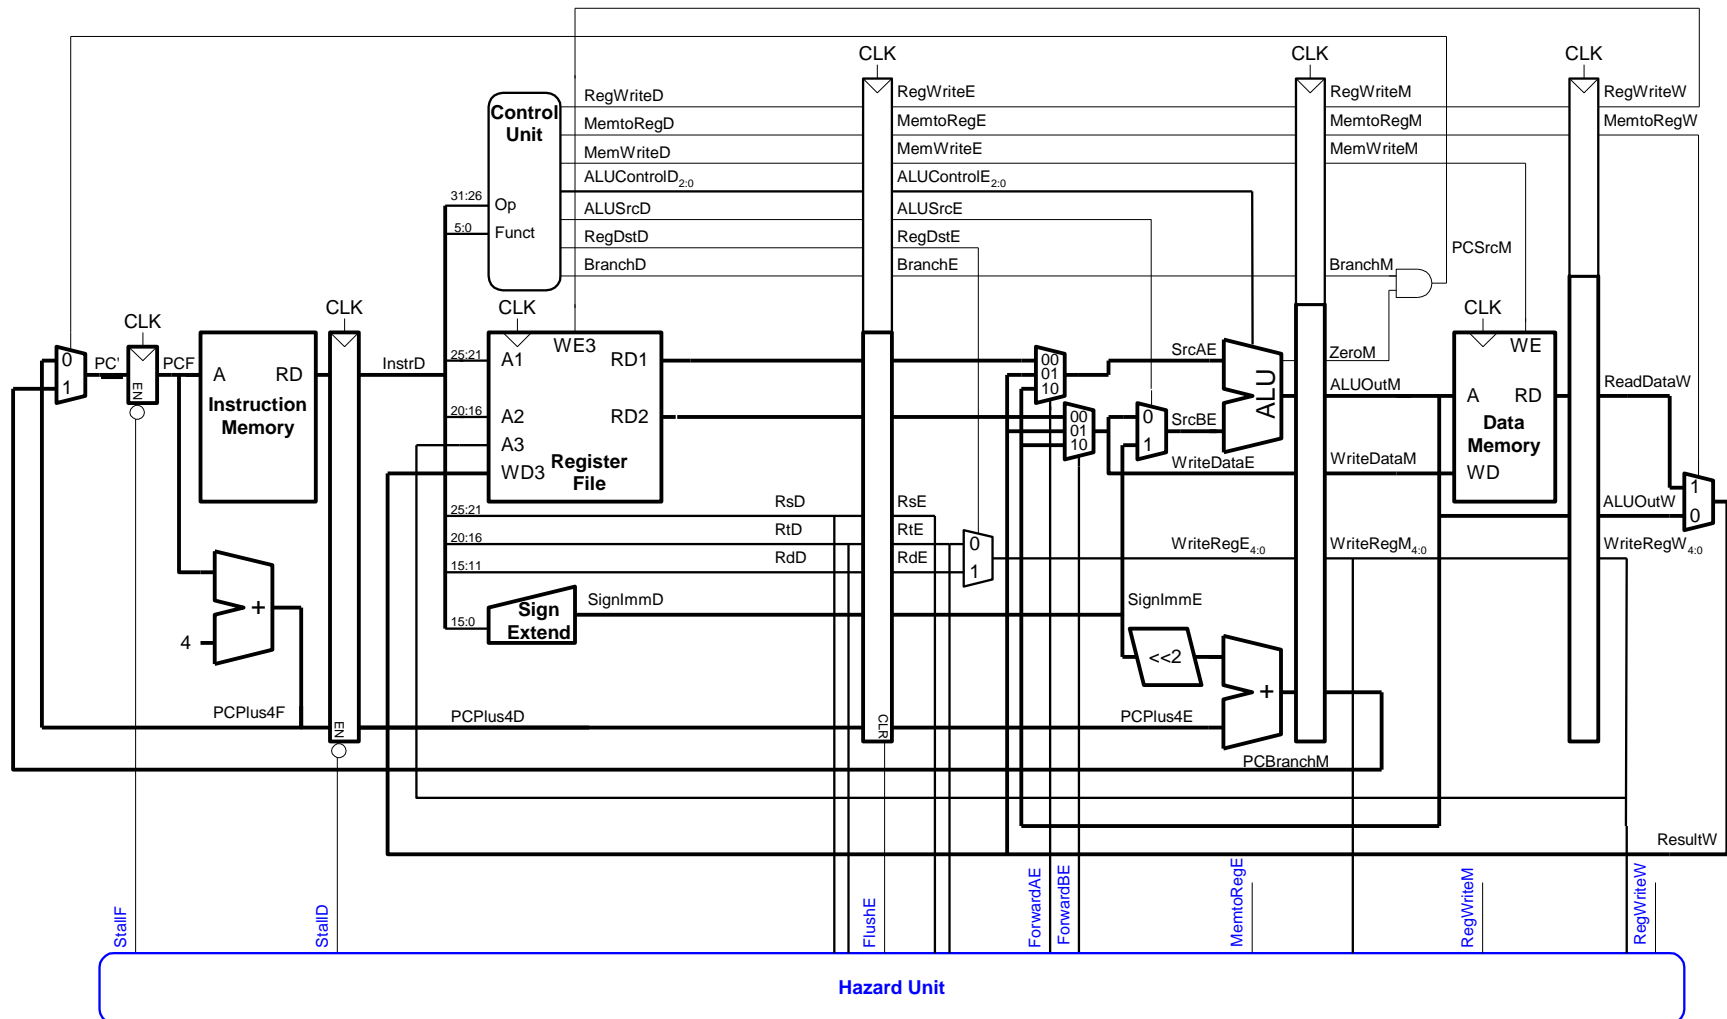 CLK
CLK
CLK
Control
Unit
RegWriteD
RegWriteE
RegWriteM
RegWriteW
MemtoRegD
MemtoRegE
MemtoRegM
MemtoRegW
MemWriteD
MemWriteE
MemWriteM
ALUControlD2:0
ALUControlE2:0
31:26
Op
ALUSrcD
ALUSrcE
5:0
Funct
RegDstD
RegDstE
PCSrcM
BranchD
BranchE
BranchM
CLK
CLK
CLK
CLK
0
1
PC'
EN
PCF
A
RD
Instruction
Memory
InstrD
25:21
A1
WE3
RD1
20:16
A2
RD2
A3
WD3
Register
File
00
01
10
00
01
10
0
1
SrcAE
SrcBE
ALU
ZeroM
ALUOutM
WE
A
RD
Data
Memory
WD
ReadDataW
WriteDataE
WriteDataM
1
0
ALUOutW
25:21
RsD
RsE
20:16
RtD
RtE
0
1
15:11
RdD
RdE
WriteRegE4:0
WriteRegM4:0
WriteRegW4:0
SignImmD
SignImmE
Sign
Extend
15:0
+
4
<<2
+
PCPlus4F
EN
PCPlus4D
CLR
PCPlus4E
PCBranchM
ResultW
StallF
StallD
FlushE
ForwardAE
ForwardBE
MemtoRegE
RegWriteM
RegWriteW
Hazard Unit